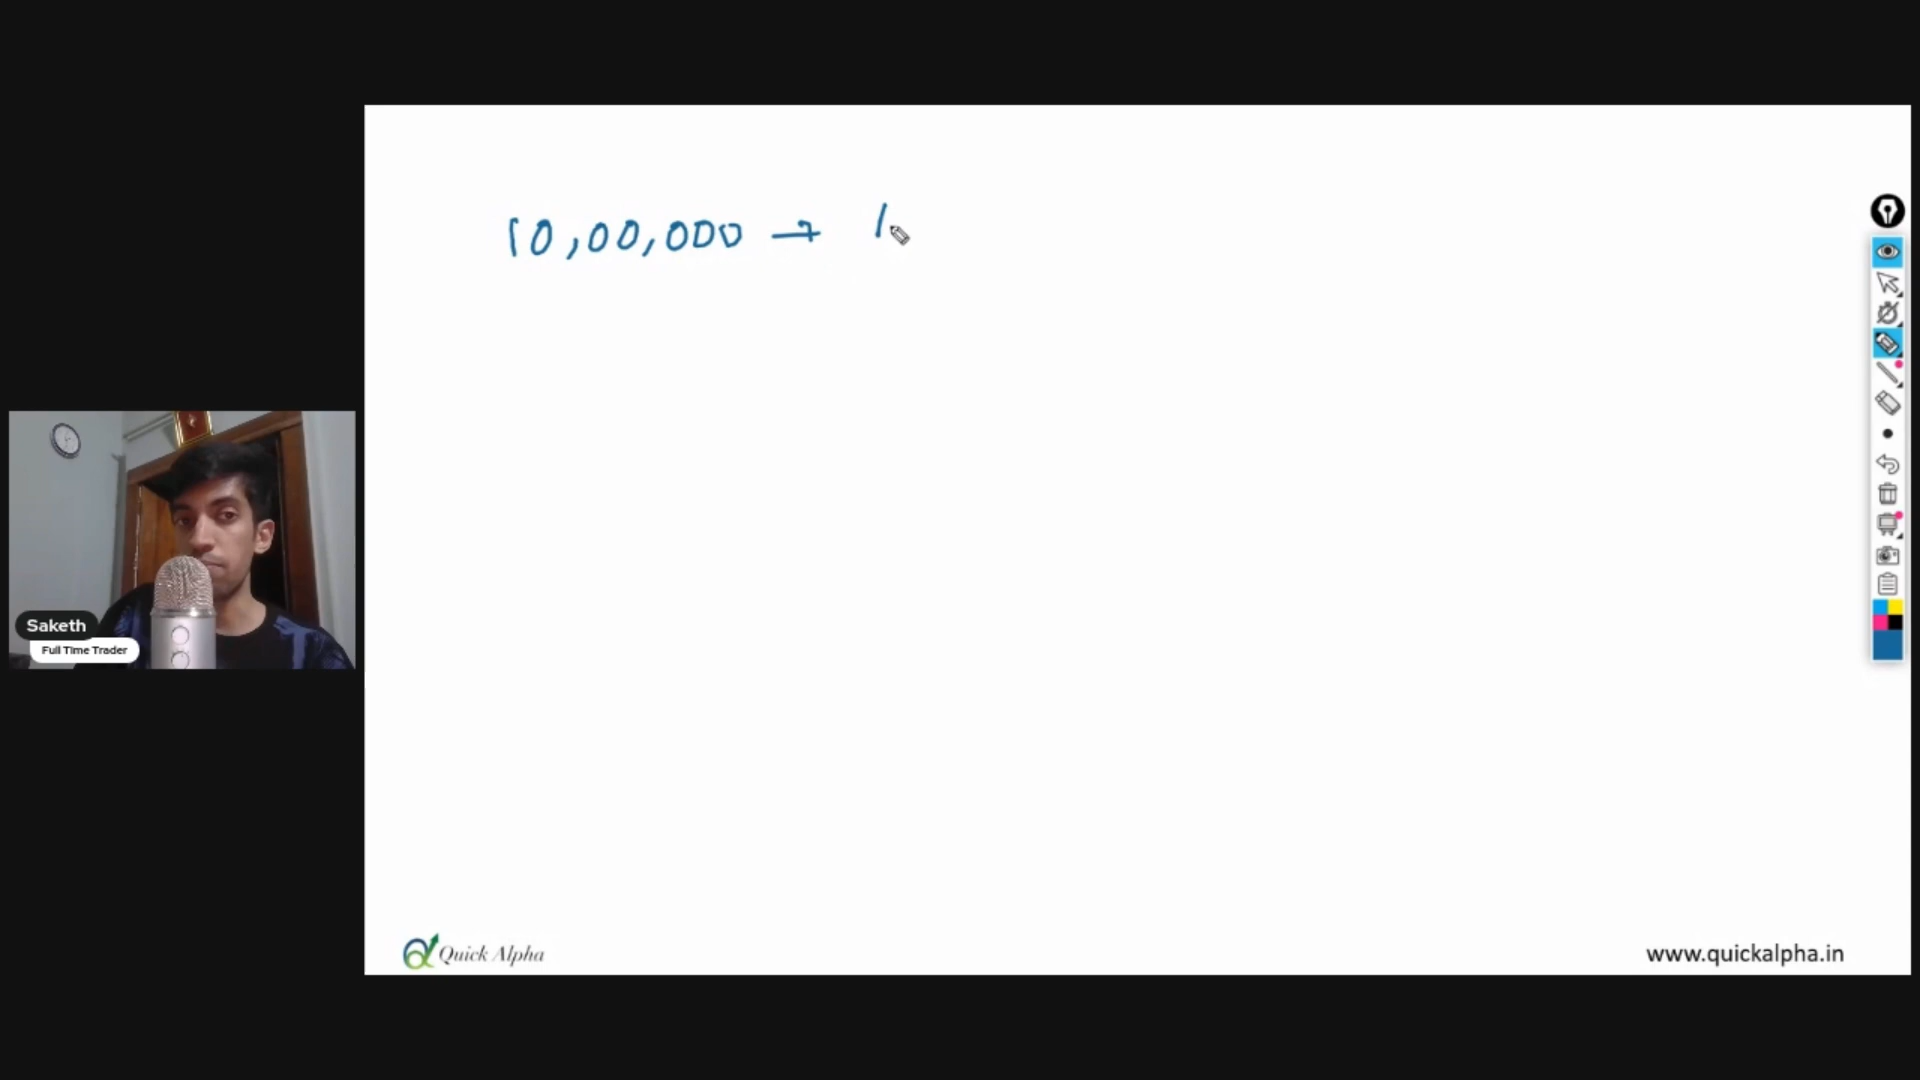 10,00,000 → 1
Saketh
Full Time Trader
Quick Alpha
www.quickalpha.in